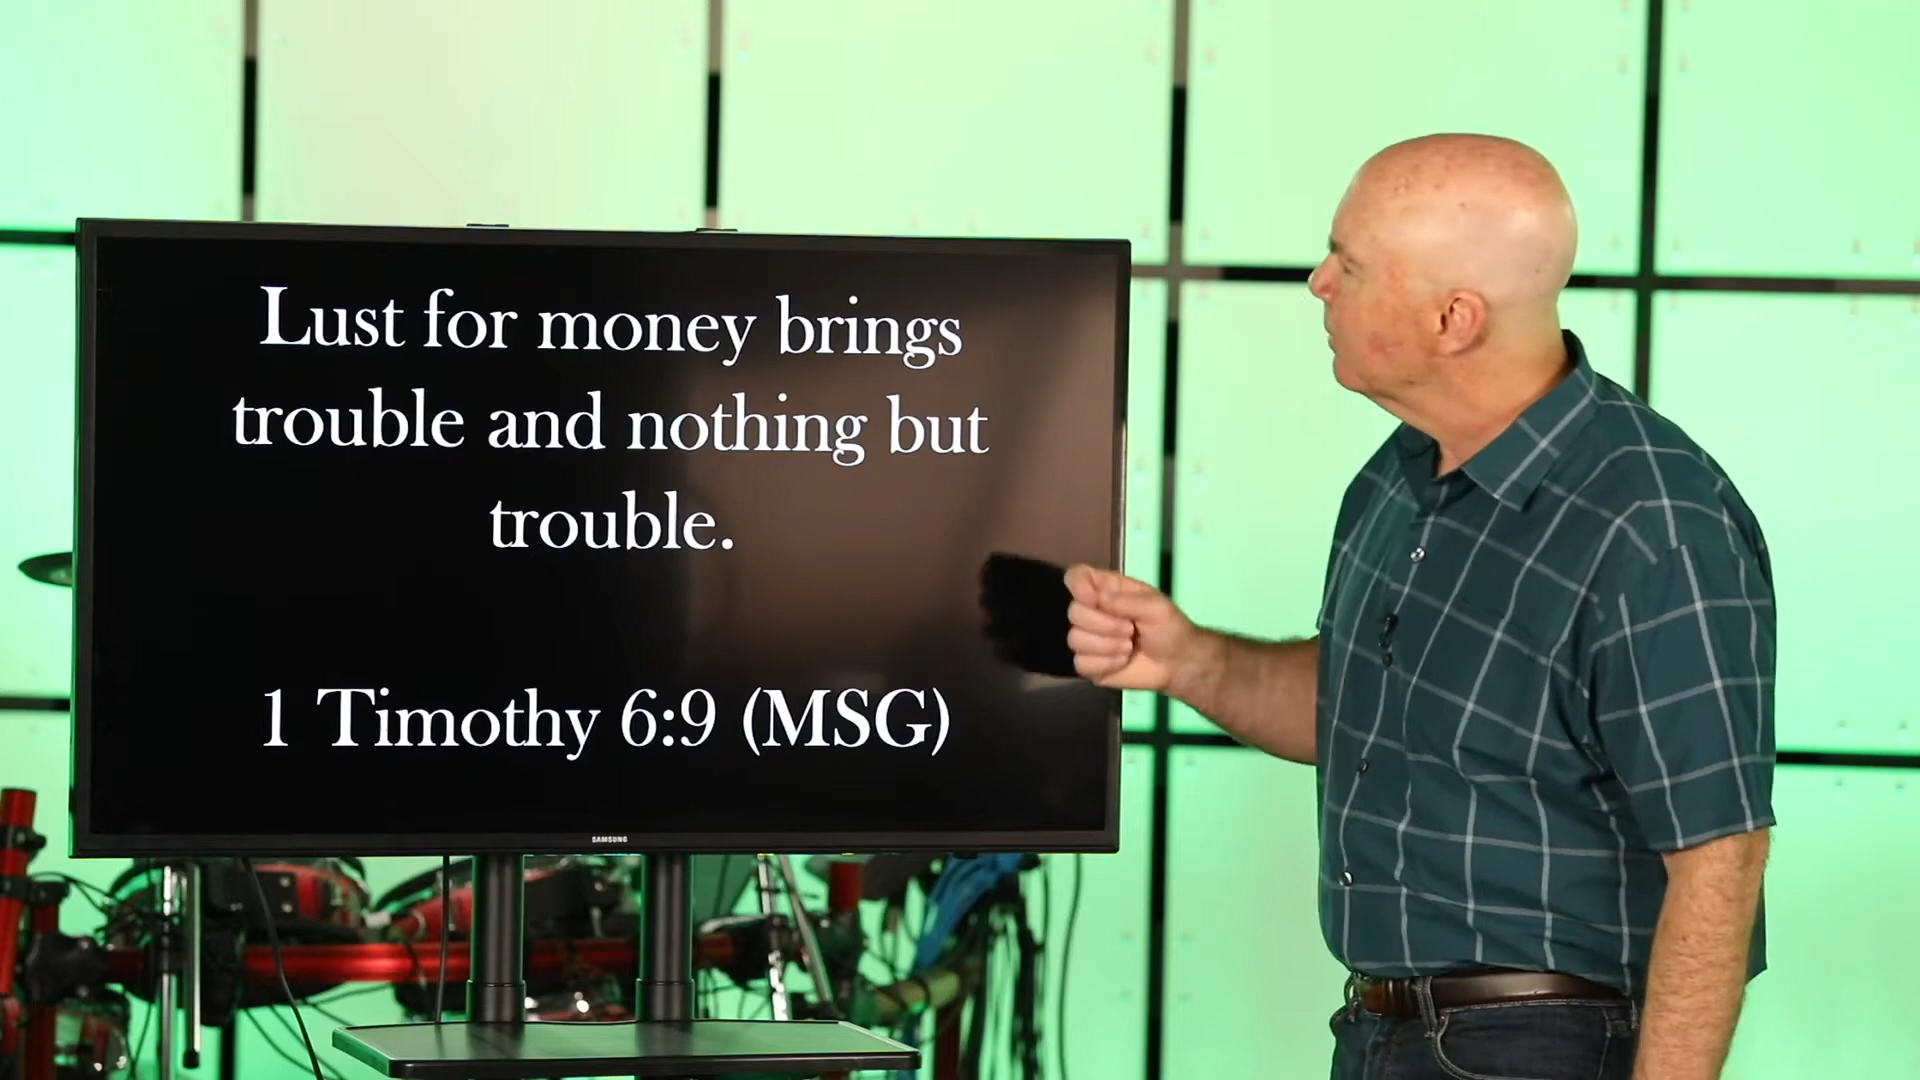 Lust for money brings
trouble and nothing but
trouble.
1 Timothy 6:9 (MSG)
SAMSUNG